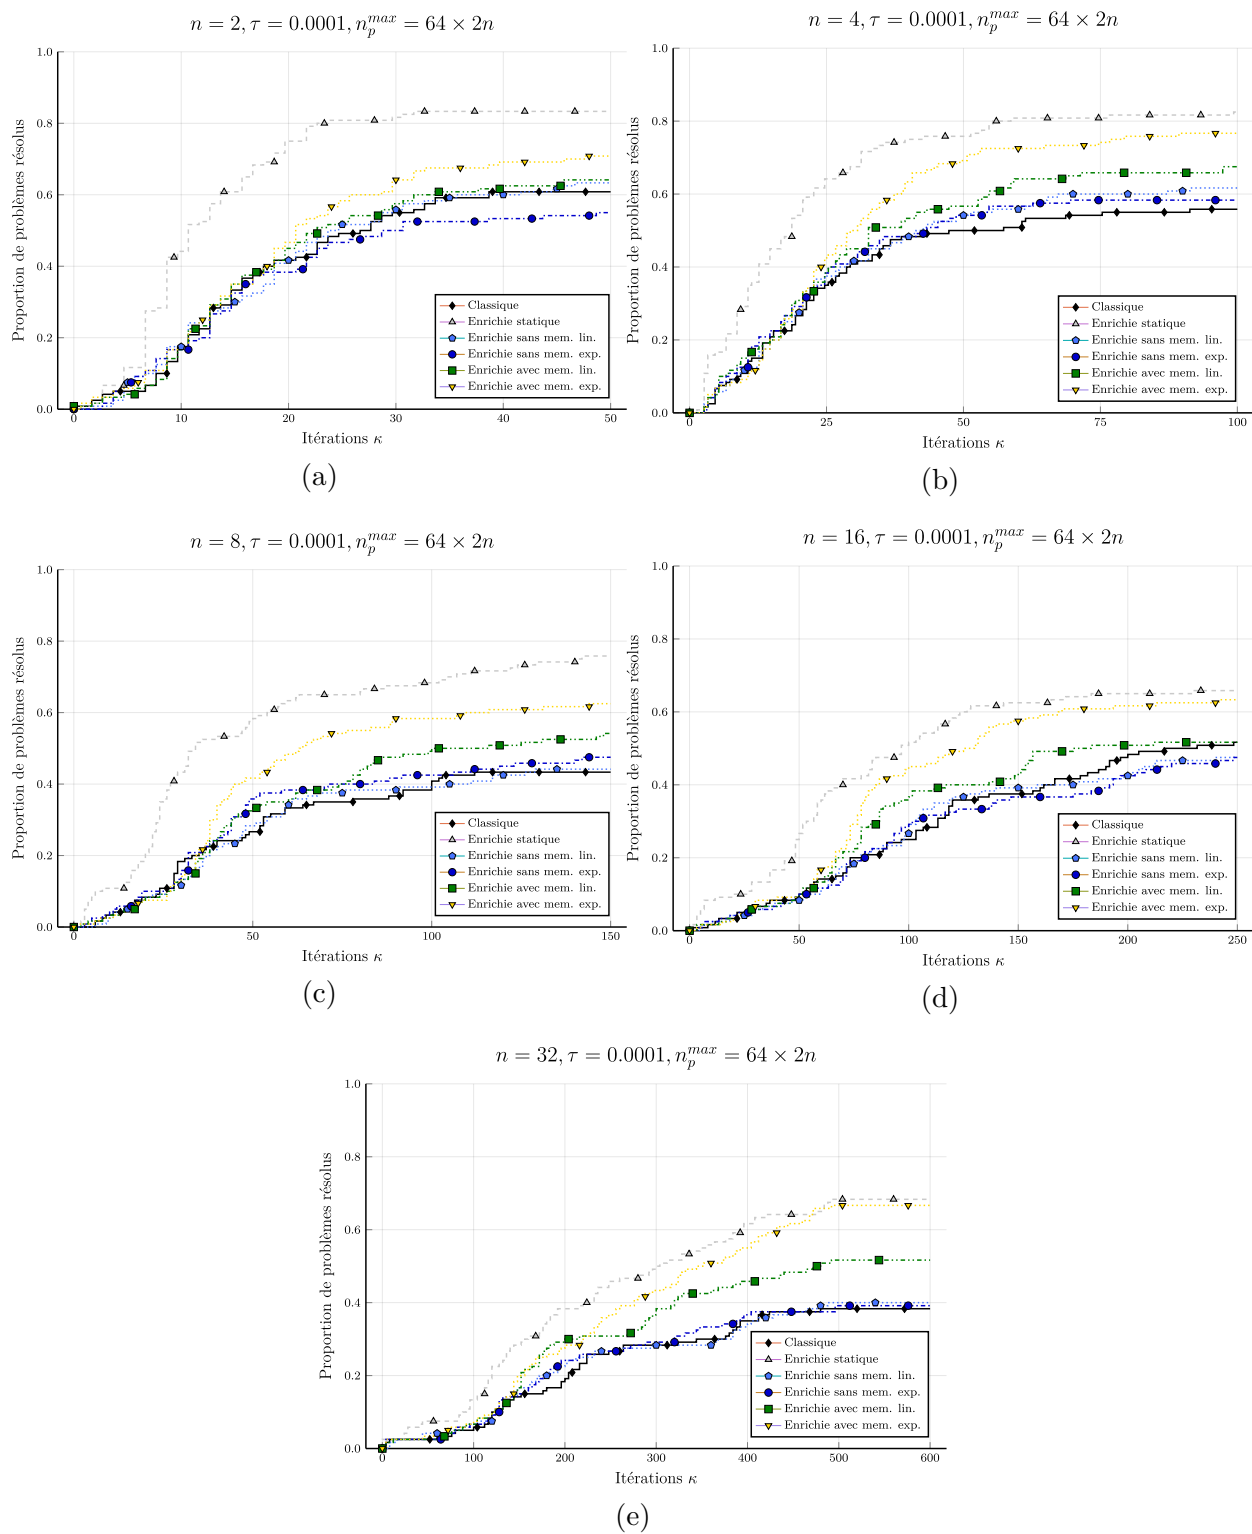 n = 2, τ = 0.0001, n_p^{max} = 64 × 2n
Proportion de problèmes résolus
1.0
0.8
0.6
0.4
0.2
0.0
0
10
20
30
40
50
Itérations κ
Classique
Enrichie statique
Enrichie sans mem. lin.
Enrichie sans mem. exp.
Enrichie avec mem. lin.
Enrichie avec mem. exp.
(a)
n = 4, τ = 0.0001, n_p^{max} = 64 × 2n
Proportion de problèmes résolus
1.0
0.8
0.6
0.4
0.2
0.0
0
25
50
75
100
Itérations κ
Classique
Enrichie statique
Enrichie sans mem. lin.
Enrichie sans mem. exp.
Enrichie avec mem. lin.
Enrichie avec mem. exp.
(b)
n = 8, τ = 0.0001, n_p^{max} = 64 × 2n
Proportion de problèmes résolus
1.0
0.8
0.6
0.4
0.2
0.0
0
50
100
150
Itérations κ
Classique
Enrichie statique
Enrichie sans mem. lin.
Enrichie sans mem. exp.
Enrichie avec mem. lin.
Enrichie avec mem. exp.
(c)
n = 16, τ = 0.0001, n_p^{max} = 64 × 2n
Proportion de problèmes résolus
1.0
0.8
0.6
0.4
0.2
0.0
0
50
100
150
200
250
Itérations κ
Classique
Enrichie statique
Enrichie sans mem. lin.
Enrichie sans mem. exp.
Enrichie avec mem. lin.
Enrichie avec mem. exp.
(d)
n = 32, τ = 0.0001, n_p^{max} = 64 × 2n
Proportion de problèmes résolus
1.0
0.8
0.6
0.4
0.2
0.0
0
100
200
300
400
500
600
Itérations κ
Classique
Enrichie statique
Enrichie sans mem. lin.
Enrichie sans mem. exp.
Enrichie avec mem. lin.
Enrichie avec mem. exp.
(e)